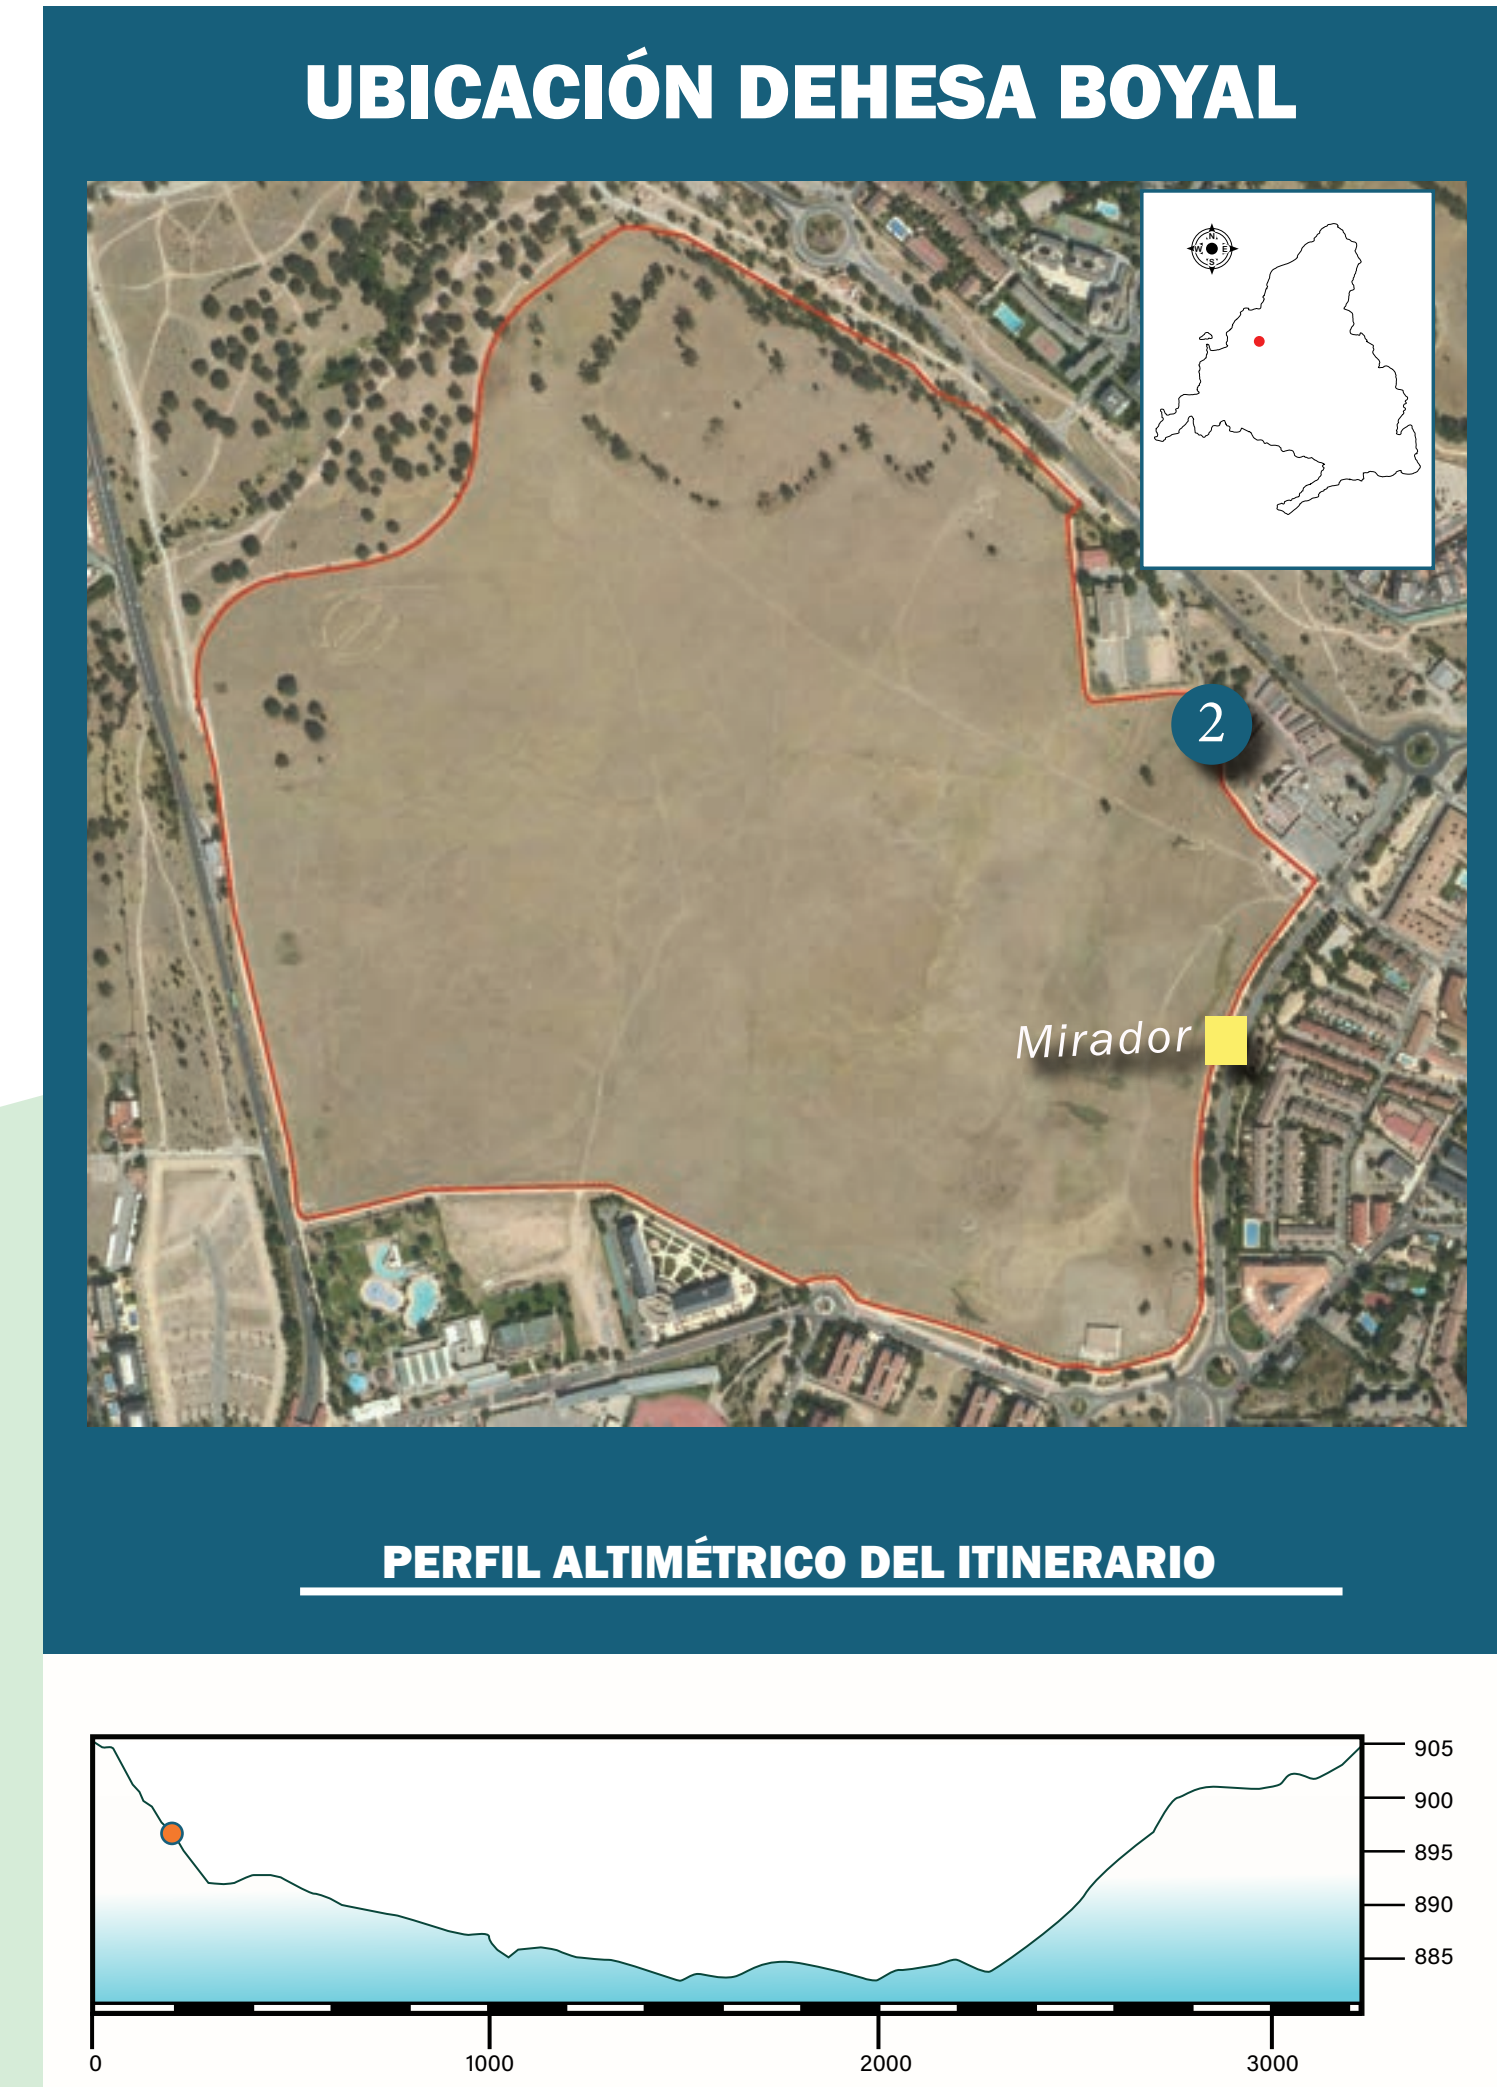 UBICACIÓN DEHESA BOYAL
N
W E
S
2
Mirador
PERFIL ALTIMÉTRICO DEL ITINERARIO
905
900
895
890
885
0 1000 2000 3000